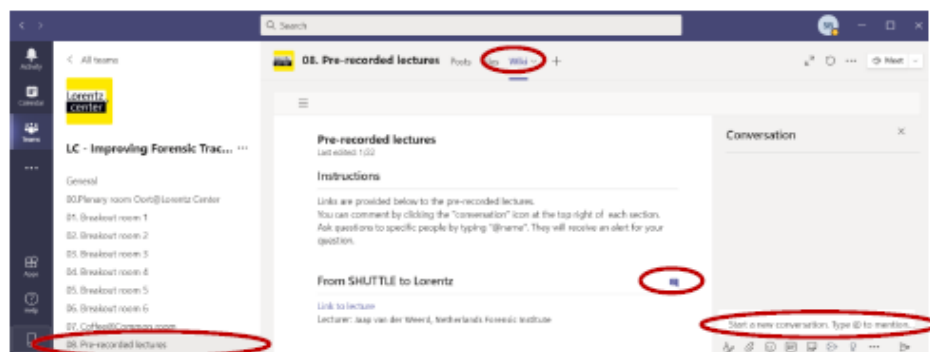 Search
Activity
Calendar
Teams
Apps
Help
All teams
Lorentz
center
LC - Improving Forensic Trac...
General
00.Plenary room Oort@Lorentz Center
01. Breakout room 1
02. Breakout room 2
03. Breakout room 3
04. Breakout room 4
05. Breakout room 5
06. Breakout room 6
07. Coffee@Common room
08. Pre-recorded lectures
08. Pre-recorded lectures Posts Wiki
Meet
Pre-recorded lectures
Last edited: 1/22
Instructions
Links are provided below to the pre-recorded lectures.
You can comment by clicking the "conversation" icon at the top right of each section.
Ask questions to specific people by typing "@name". They will receive an alert for your
question.
From SHUTTLE to Lorentz
Link to lecture
Lecturer: Jaap van der Weerd, Netherlands Forensic Institute
Conversation
Start a new conversation. Type @ to mention...